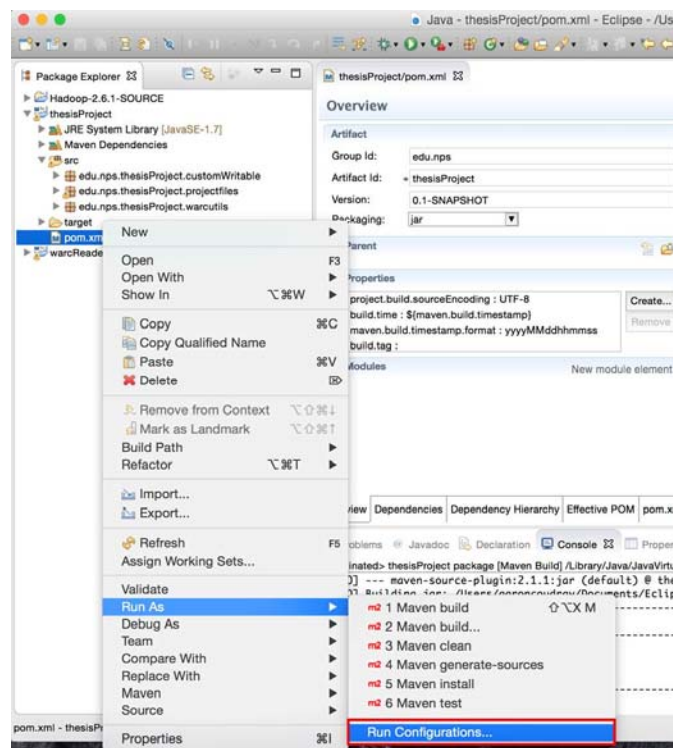 Java - thesisProject/pom.xml - Eclipse - /Us
Package Explorer
Hadoop-2.6.1-SOURCE
thesisProject
JRE System Library [JavaSE-1.7]
Maven Dependencies
src
edu.nps.thesisProject.customWritable
edu.nps.thesisProject.projectfiles
edu.nps.thesisProject.warcutils
target
pom.xm
warcReade
thesisProject/pom.xml
Overview
Artifact
Group Id: edu.nps
Artifact Id: thesisProject
Version: 0.1-SNAPSHOT
Packaging: jar
Parent
Properties
project.build.sourceEncoding : UTF-8
build.time : ${maven.build.timestamp}
maven.build.timestamp.format : yyyyMMddhhmmss
build.tag :
Create...
Remove
Modules
New module element
New
Open F3
Open With
Show In ⌥⌘W
Copy ⌘C
Copy Qualified Name
Paste ⌘V
Delete ⌦
Remove from Context ⌥⇧⌘↓
Mark as Landmark ⌥⇧⌘↑
Build Path
Refactor ⌥⌘T
Import...
Export...
Refresh F5
Assign Working Sets...
Validate
Run As
Debug As
Team
Compare With
Replace With
Maven
Source
Properties ⌘I
m2 1 Maven build ⇧⌥X M
m2 2 Maven build...
m2 3 Maven clean
m2 4 Maven generate-sources
m2 5 Maven install
m2 6 Maven test
Run Configurations...
view Dependencies Dependency Hierarchy Effective POM pom.x
oblems Javadoc Declaration Console Proper
inated> thesisProject package [Maven Build] /Library/Java/JavaVirtu
O] --- maven-source-plugin:2.1.1:jar (default) @ the
pom.xml - thesisP